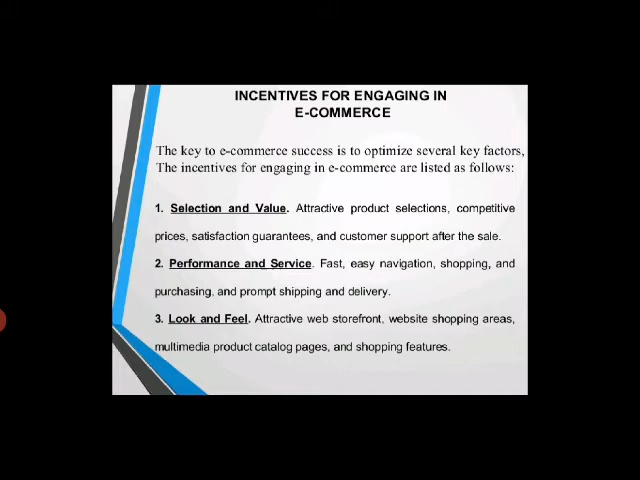 INCENTIVES FOR ENGAGING IN
E-COMMERCE
The key to e-commerce success is to optimize several key factors,
The incentives for engaging in e-commerce are listed as follows:
1. Selection and Value. Attractive product selections, competitive
prices, satisfaction guarantees, and customer support after the sale.
2. Performance and Service. Fast, easy navigation, shopping, and
purchasing, and prompt shipping and delivery.
3. Look and Feel. Attractive web storefront, website shopping areas,
multimedia product catalog pages, and shopping features.